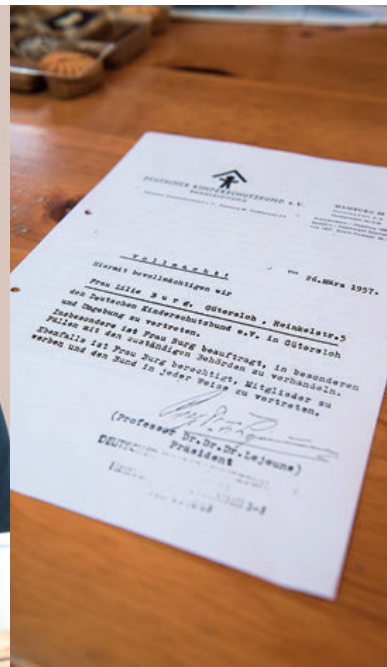 DEUTSCHER KINDERSCHUTZBUND e.V.
HAMBURG
Vollmacht!
den 26.März 1957.
Hiermit bevollmächtigen wir
Frau Lilie Burg, Gütersloh, Heinkelstr.5
den Deutschen Kinderschutzbund e.V. in Gütersloh
und Umgebung zu vertreten.
Insbesondere ist Frau Burg beauftragt, in besonderen
Fällen mit den zuständigen Behörden zu verhandeln.
Ebenfalls ist Frau Burg berechtigt, Mitglieder zu
werben und den Bund in jeder Weise zu vertreten.
(Professor Dr.Dr.Dr.Lejeune)
Präsident